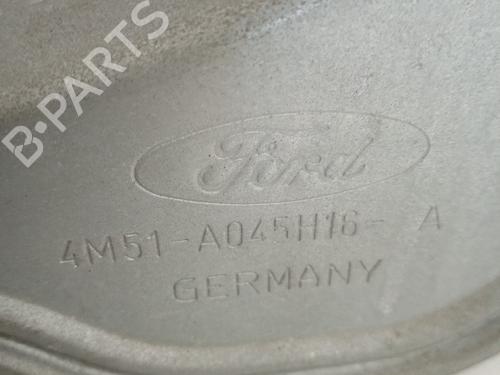 B-PARTS
Ford
4M51-A045H16- A
GERMANY